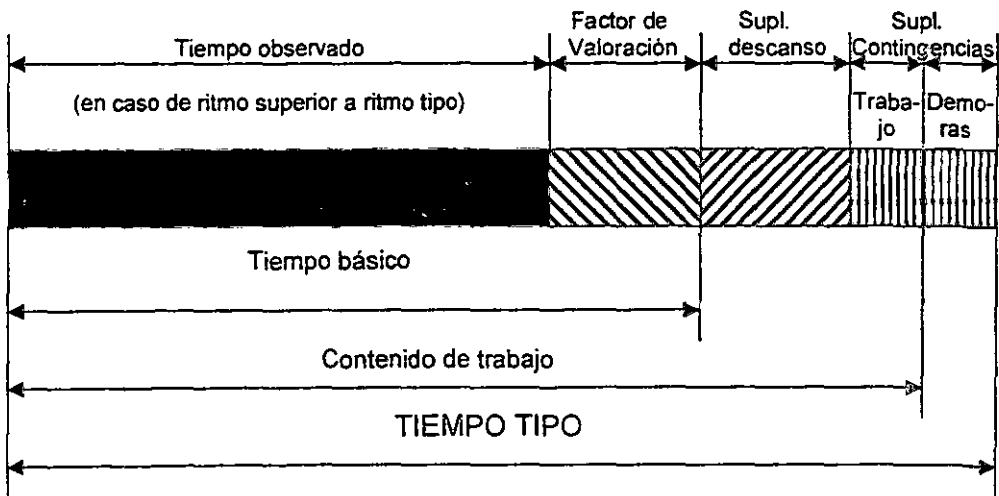 Tiempo observado
Factor de
Valoración
Supl.
descanso
Supl.
Contingencias
(en caso de ritmo superior a ritmo tipo)
Traba-
jo
Demo-
ras
Tiempo básico
Contenido de trabajo
TIEMPO TIPO